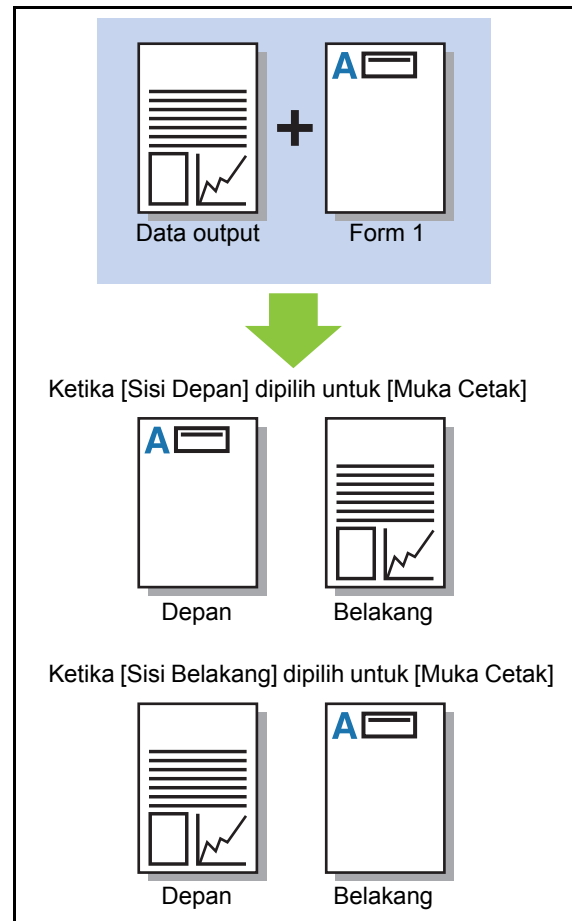 A
+
Data output
Form 1
Ketika [Sisi Depan] dipilih untuk [Muka Cetak]
A
Depan
Belakang
Ketika [Sisi Belakang] dipilih untuk [Muka Cetak]
A
Depan
Belakang